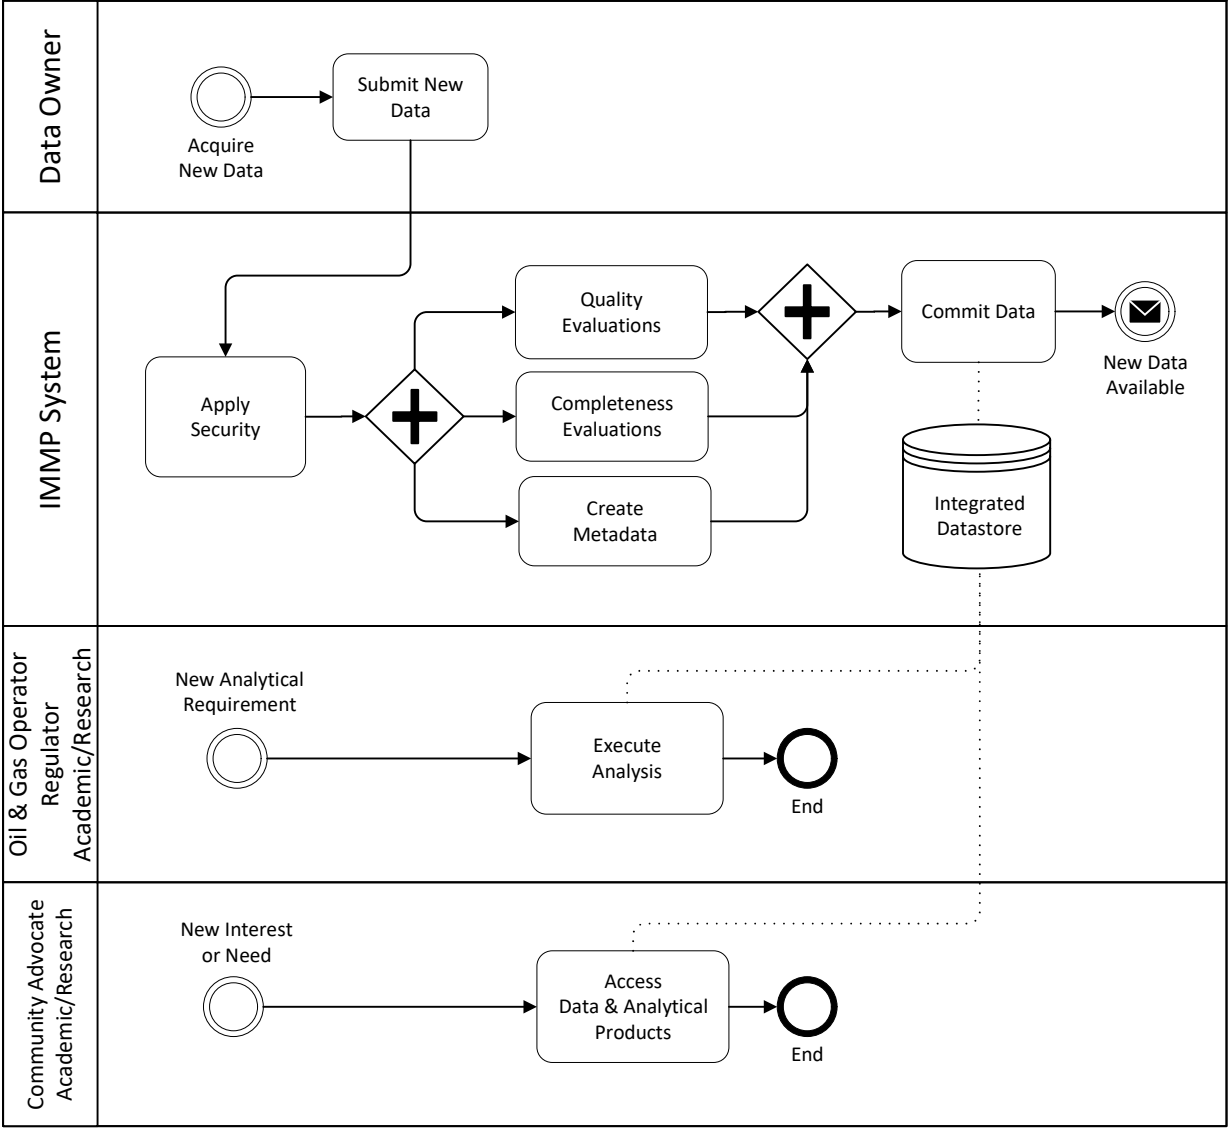 Data Owner
Acquire
New Data
Submit New
Data
IMMP System
Apply
Security
Quality
Evaluations
Completeness
Evaluations
Create
Metadata
Commit Data
New Data
Available
Integrated
Datastore
Oil & Gas Operator
Regulator
Academic/Research
New Analytical
Requirement
Execute
Analysis
End
Community Advocate
Academic/Research
New Interest
or Need
Access
Data & Analytical
Products
End